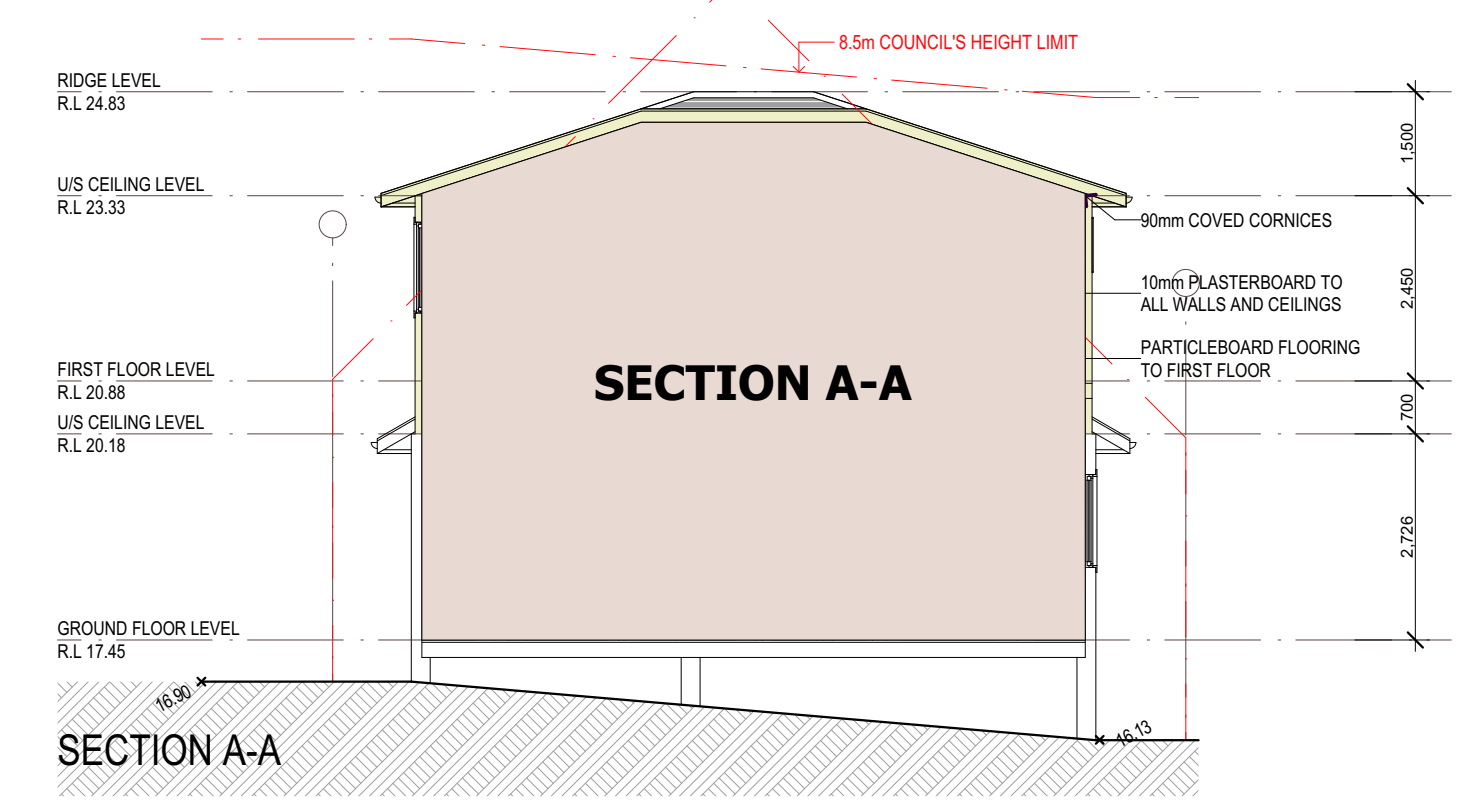 8.5m COUNCIL'S HEIGHT LIMIT
RIDGE LEVEL
R.L 24.83
1,500
U/S CEILING LEVEL
R.L 23.33
90mm COVED CORNICES
10mm PLASTERBOARD TO
ALL WALLS AND CEILINGS
2,450
PARTICLEBOARD FLOORING
TO FIRST FLOOR
FIRST FLOOR LEVEL
R.L 20.88
SECTION A-A
700
U/S CEILING LEVEL
R.L 20.18
2,726
GROUND FLOOR LEVEL
R.L 17.45
16.90
16.13
SECTION A-A